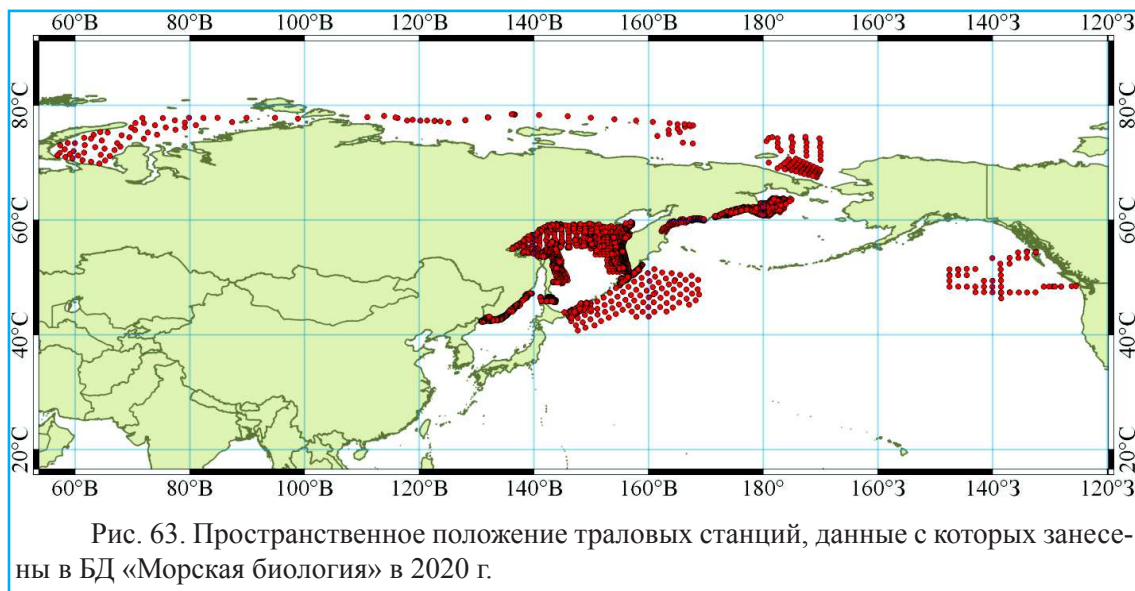 60°В 80°В 100°В 120°В 140°В 160°В 180° 160°З 140°З 120°З
80°С 80°С
60°С 60°С
40°С 40°С
20°С 20°С
60°В 80°В 100°В 120°В 140°В 160°В 180° 160°З 140°З 120°З
Рис. 63. Пространственное положение траловых станций, данные с которых занесе-
ны в БД «Морская биология» в 2020 г.